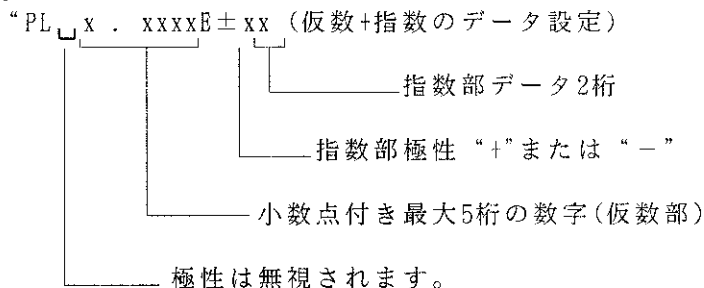 “PL␣x . xxxxE±xx (仮数+指数のデータ設定)
指数部データ2桁
指数部極性 “+”または “－”
小数点付き最大5桁の数字(仮数部)
極性は無視されます。